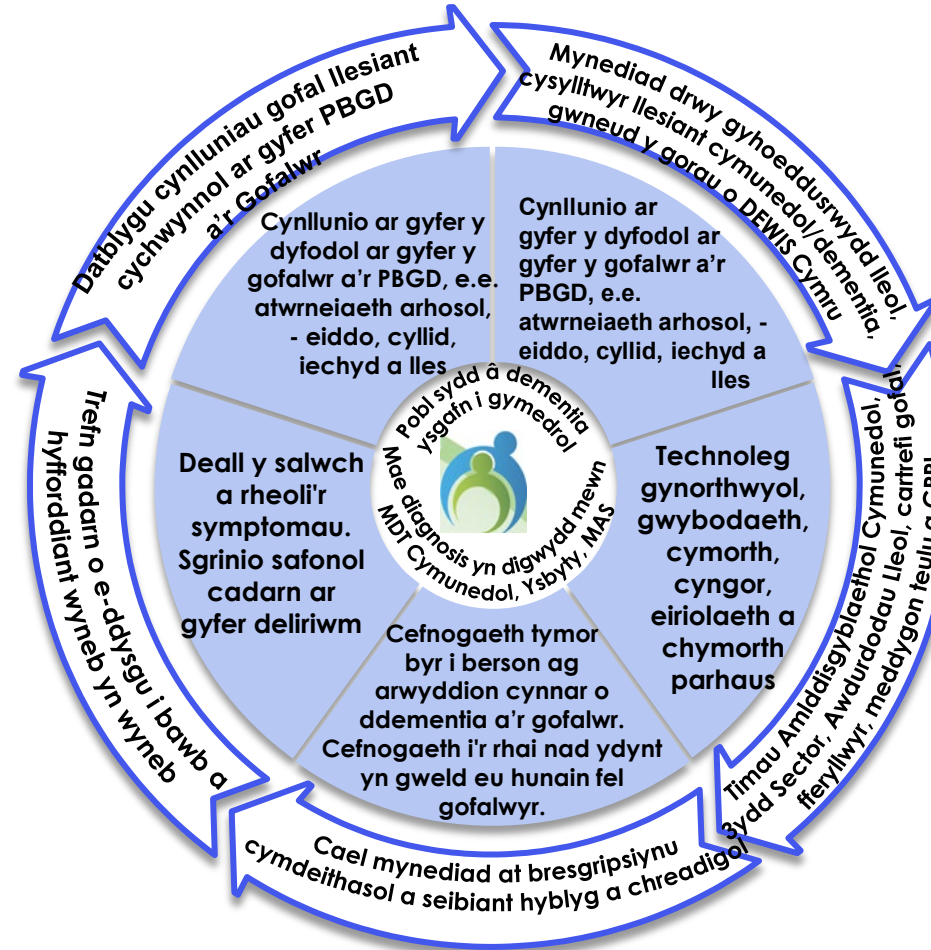 Datblygu cynlluniau gofal llesiant
cychwynnol ar gyfer PBGD
a'r Gofalwr
Mynediad drwy gyhoeddusrwydd lleol,
cysylltwyr llesiant cymunedol/dementia,
gwneud y gorau o DEWIS Cymru
Timau Amlddisgyblaethol Cymunedol,
3ydd Sector, Awdurdodau Lleol, cartrefi gofal,
fferyllwyr, meddygon teulu a
Cael mynediad at bresgripsiynu
cymdeithasol a seibiant hyblyg a chreadigol
Trefn gadarn o e-ddysgu i bawb a
hyfforddiant wyneb yn wyneb
Cynllunio ar gyfer y
dyfodol ar gyfer y
gofalwr a'r PBGD, e.e.
atwrneiaeth arhosol,
- eiddo, cyllid,
iechyd a lles
Cynllunio ar
gyfer y dyfodol ar
gyfer y gofalwr a'r
PBGD, e.e.
atwrneiaeth arhosol, -
eiddo, cyllid, iechyd a
lles
Technoleg
gynorthwyol,
gwybodaeth,
cymorth,
cyngor,
eiriolaeth a
chymorth
parhaus
Cefnogaeth tymor
byr i berson ag
arwyddion cynnar o
ddementia a'r gofalwr.
Cefnogaeth i'r rhai nad ydynt
yn gweld eu hunain fel
gofalwyr.
Deall y salwch
a rheoli'r
symptomau.
Sgrinio safonol
cadarn ar
gyfer deliriwm
Pobl sydd â dementia
ysgafn i gymedrol
Mae diagnosis yn digwydd mewn
MDT Cymunedol, Ysbyty, MAS